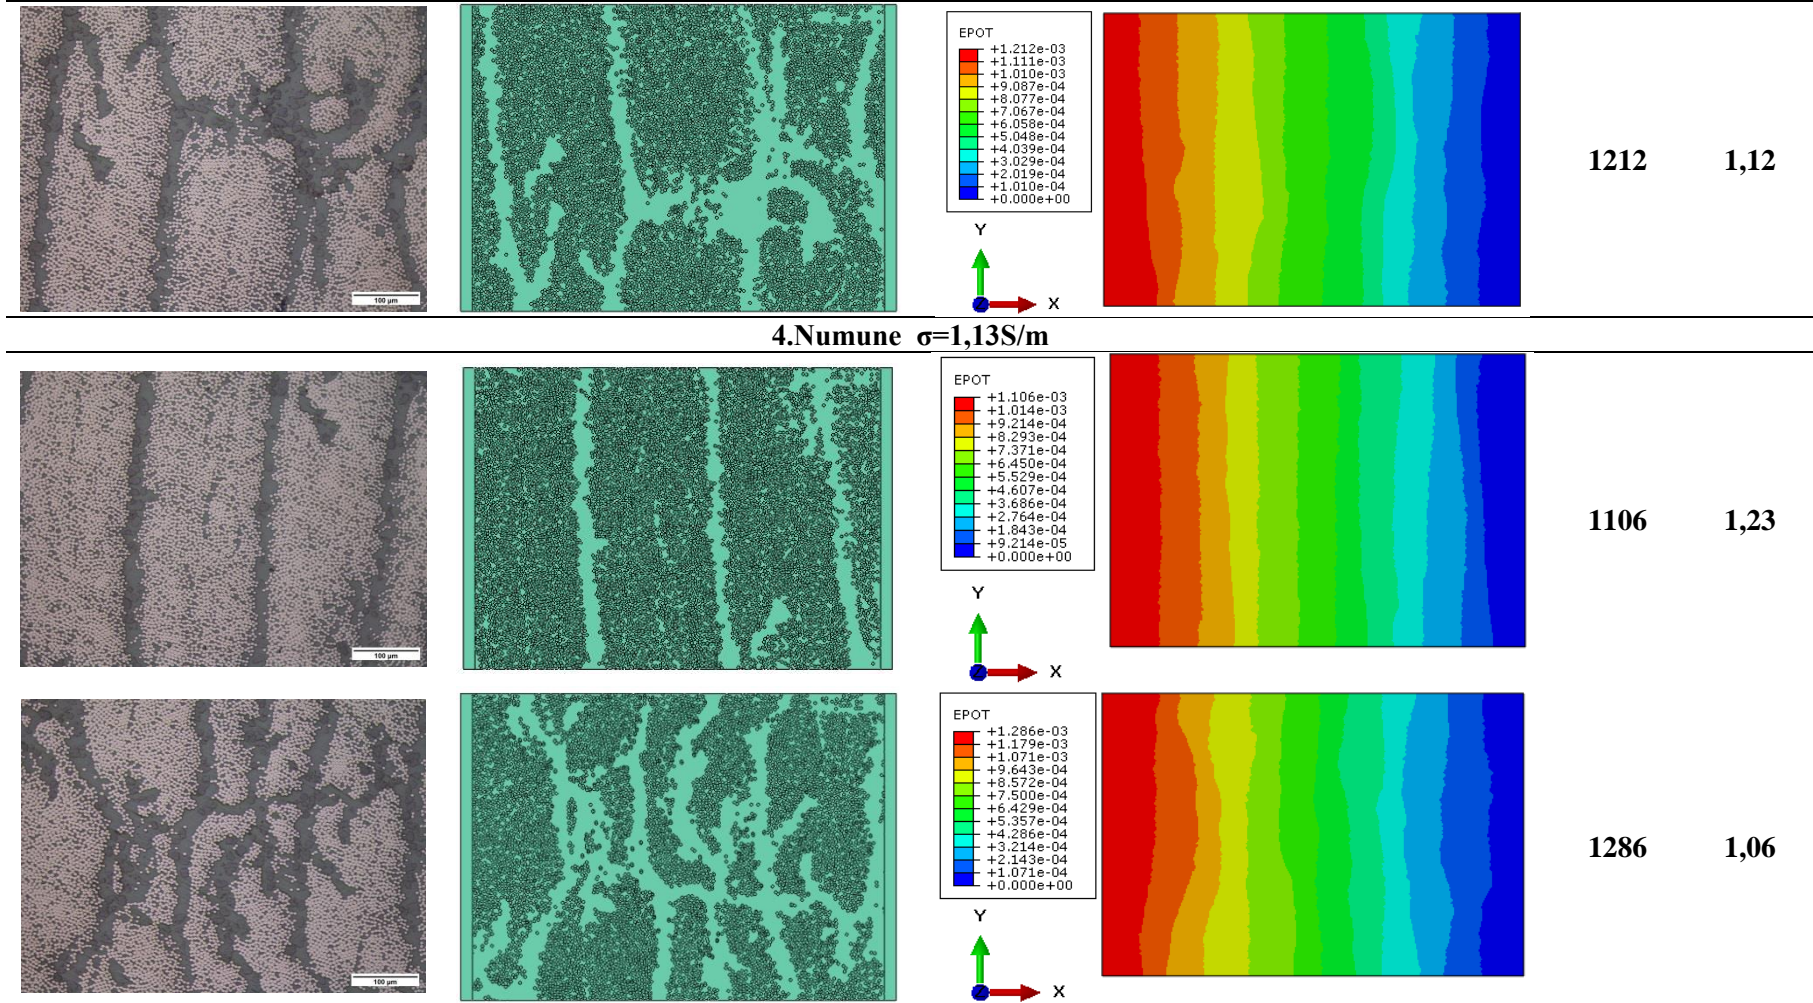 100 µm
EPOT
+1.212e-03
+1.111e-03
+1.010e-03
+9.087e-04
+8.077e-04
+7.067e-04
+6.058e-04
+5.048e-04
+4.039e-04
+3.029e-04
+2.019e-04
+1.010e-04
+0.000e+00
Y
Z
X
1212 1,12
4.Numune σ=1,13S/m
100 µm
EPOT
+1.106e-03
+1.014e-03
+9.214e-04
+8.293e-04
+7.371e-04
+6.450e-04
+5.529e-04
+4.607e-04
+3.686e-04
+2.764e-04
+1.843e-04
+9.214e-05
+0.000e+00
Y
Z
X
1106 1,23
100 µm
EPOT
+1.286e-03
+1.179e-03
+1.071e-03
+9.643e-04
+8.572e-04
+7.500e-04
+6.429e-04
+5.357e-04
+4.286e-04
+3.214e-04
+2.143e-04
+1.071e-04
+0.000e+00
Y
Z
X
1286 1,06